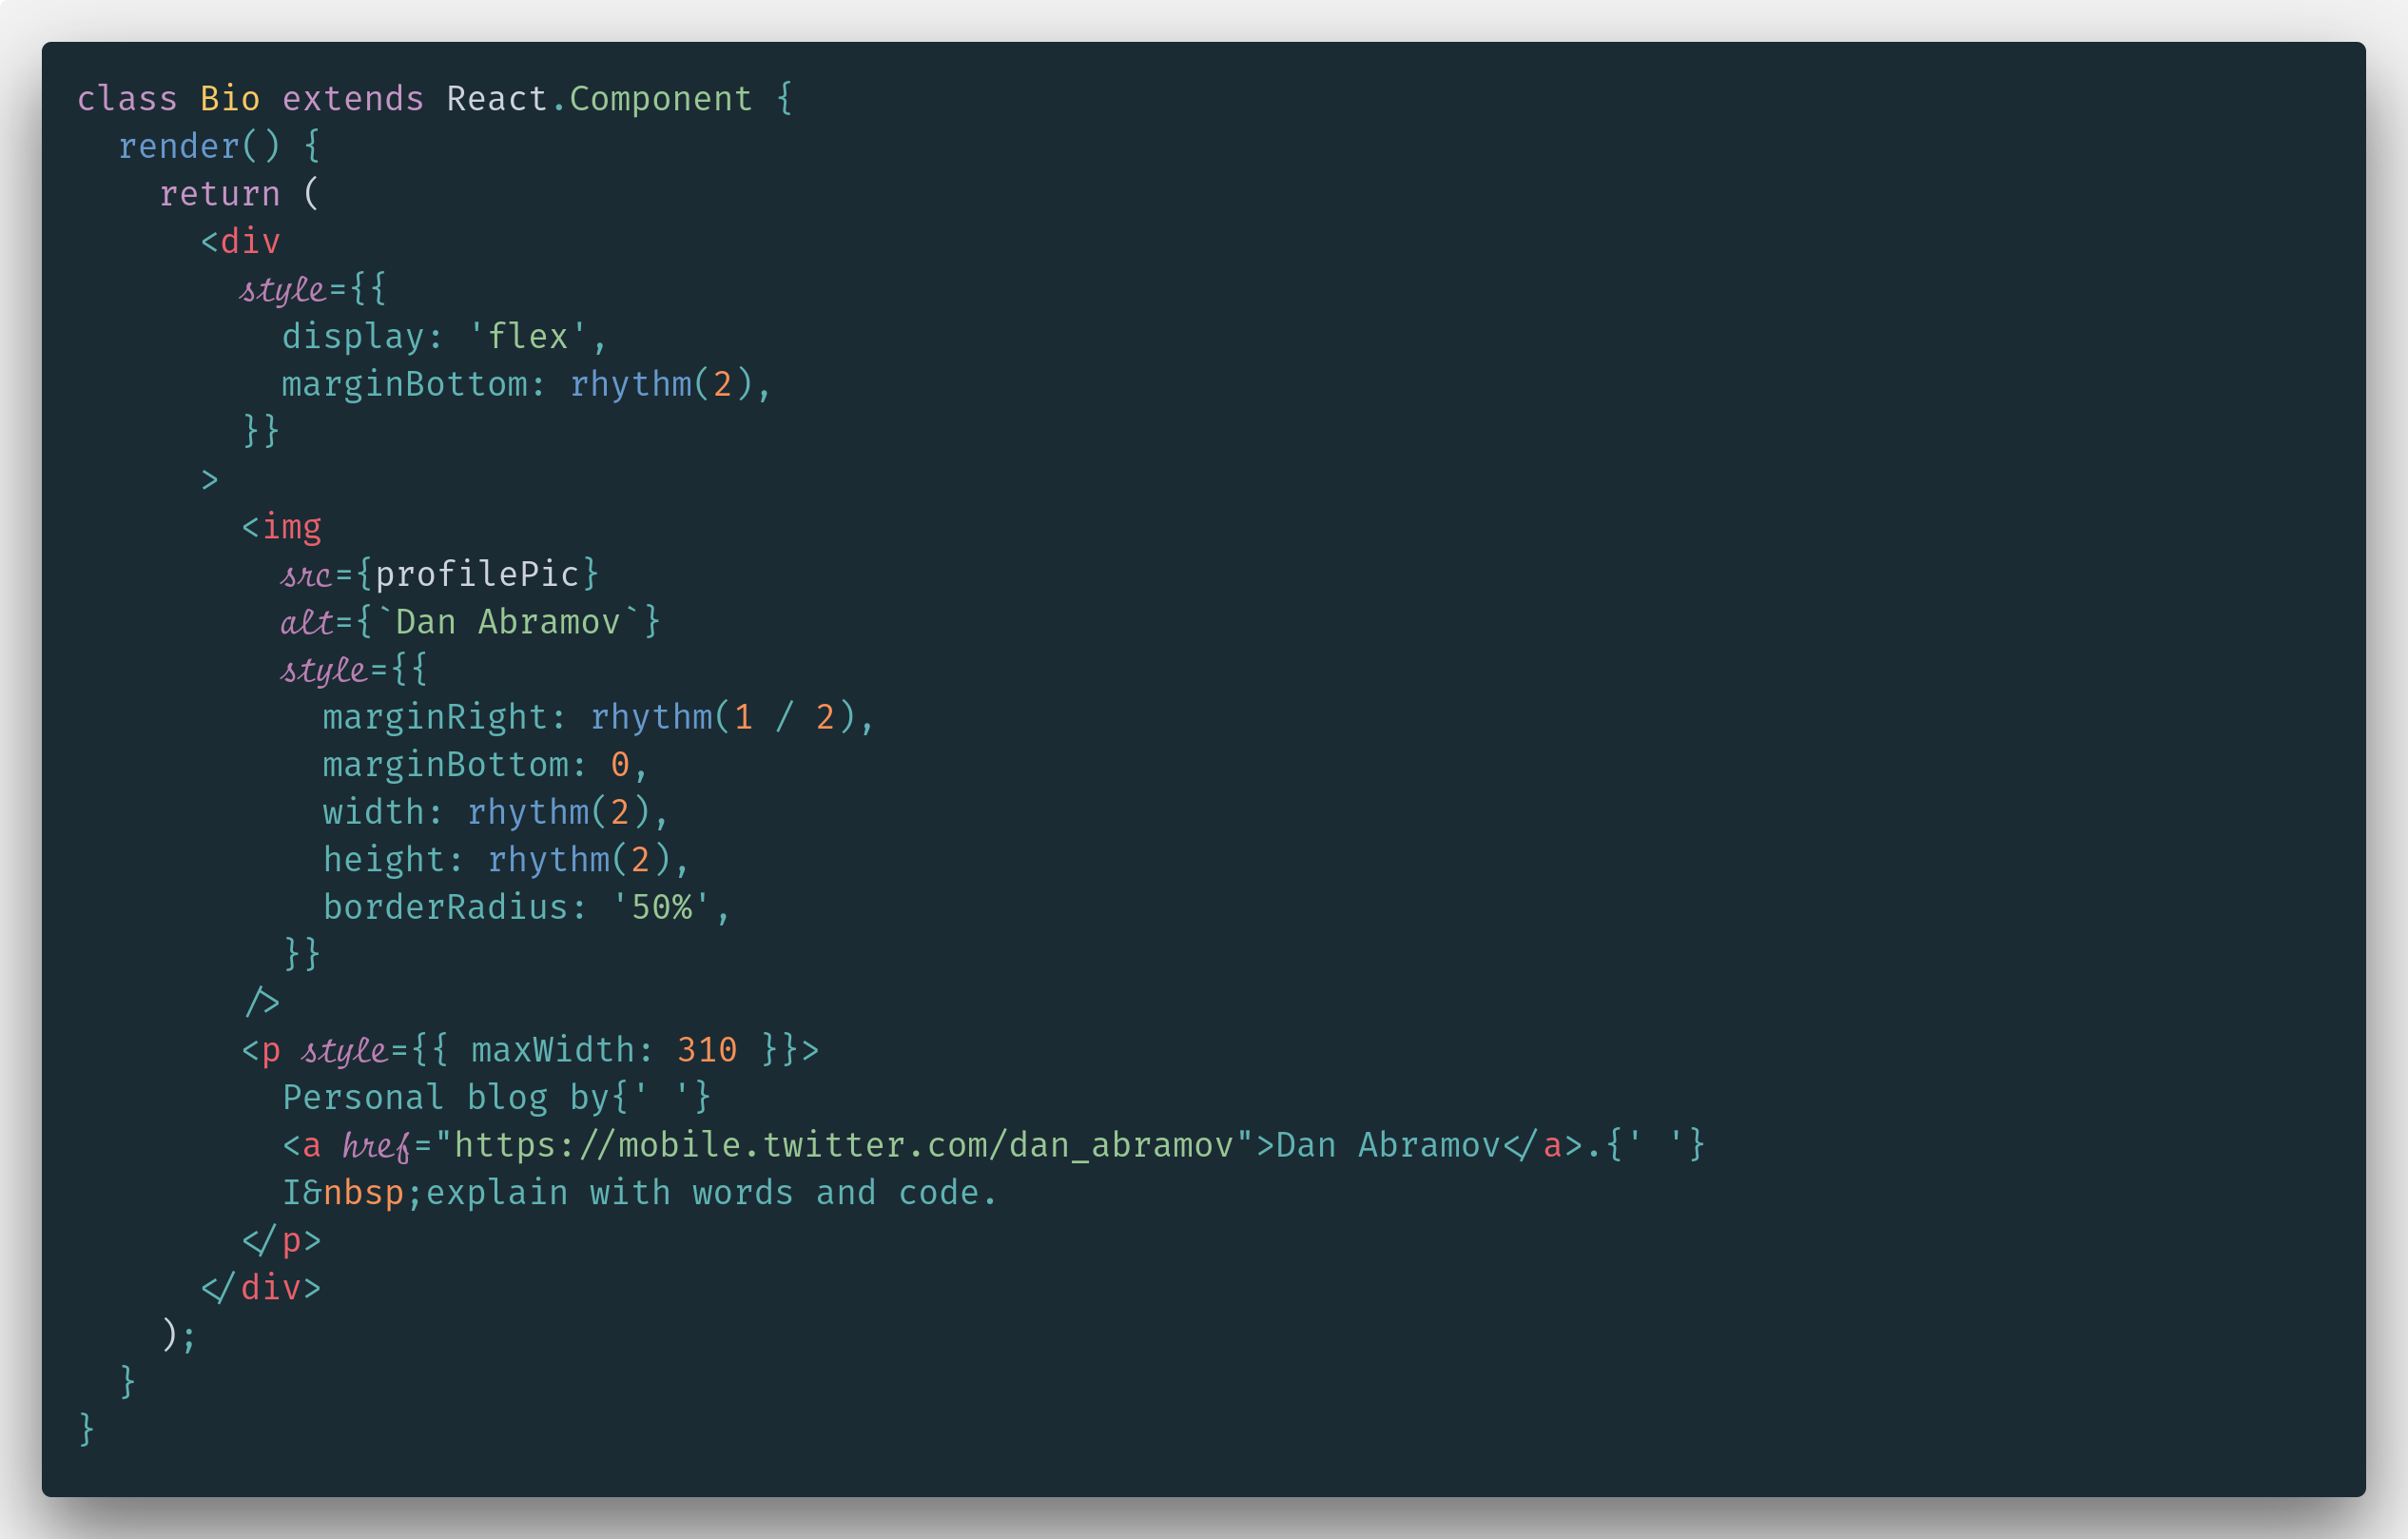 class Bio extends React.Component {
  render() {
    return (
      <div
        style={{
          display: 'flex',
          marginBottom: rhythm(2),
        }}
      >
        <img
          src={profilePic}
          alt={`Dan Abramov`}
          style={{
            marginRight: rhythm(1 / 2),
            marginBottom: 0,
            width: rhythm(2),
            height: rhythm(2),
            borderRadius: '50%',
          }}
        />
        <p style={{ maxWidth: 310 }}>
          Personal blog by{' '}
          <a href="https://mobile.twitter.com/dan_abramov">Dan Abramov</a>.{' '}
          I&nbsp;explain with words and code.
        </p>
      </div>
    );
  }
}